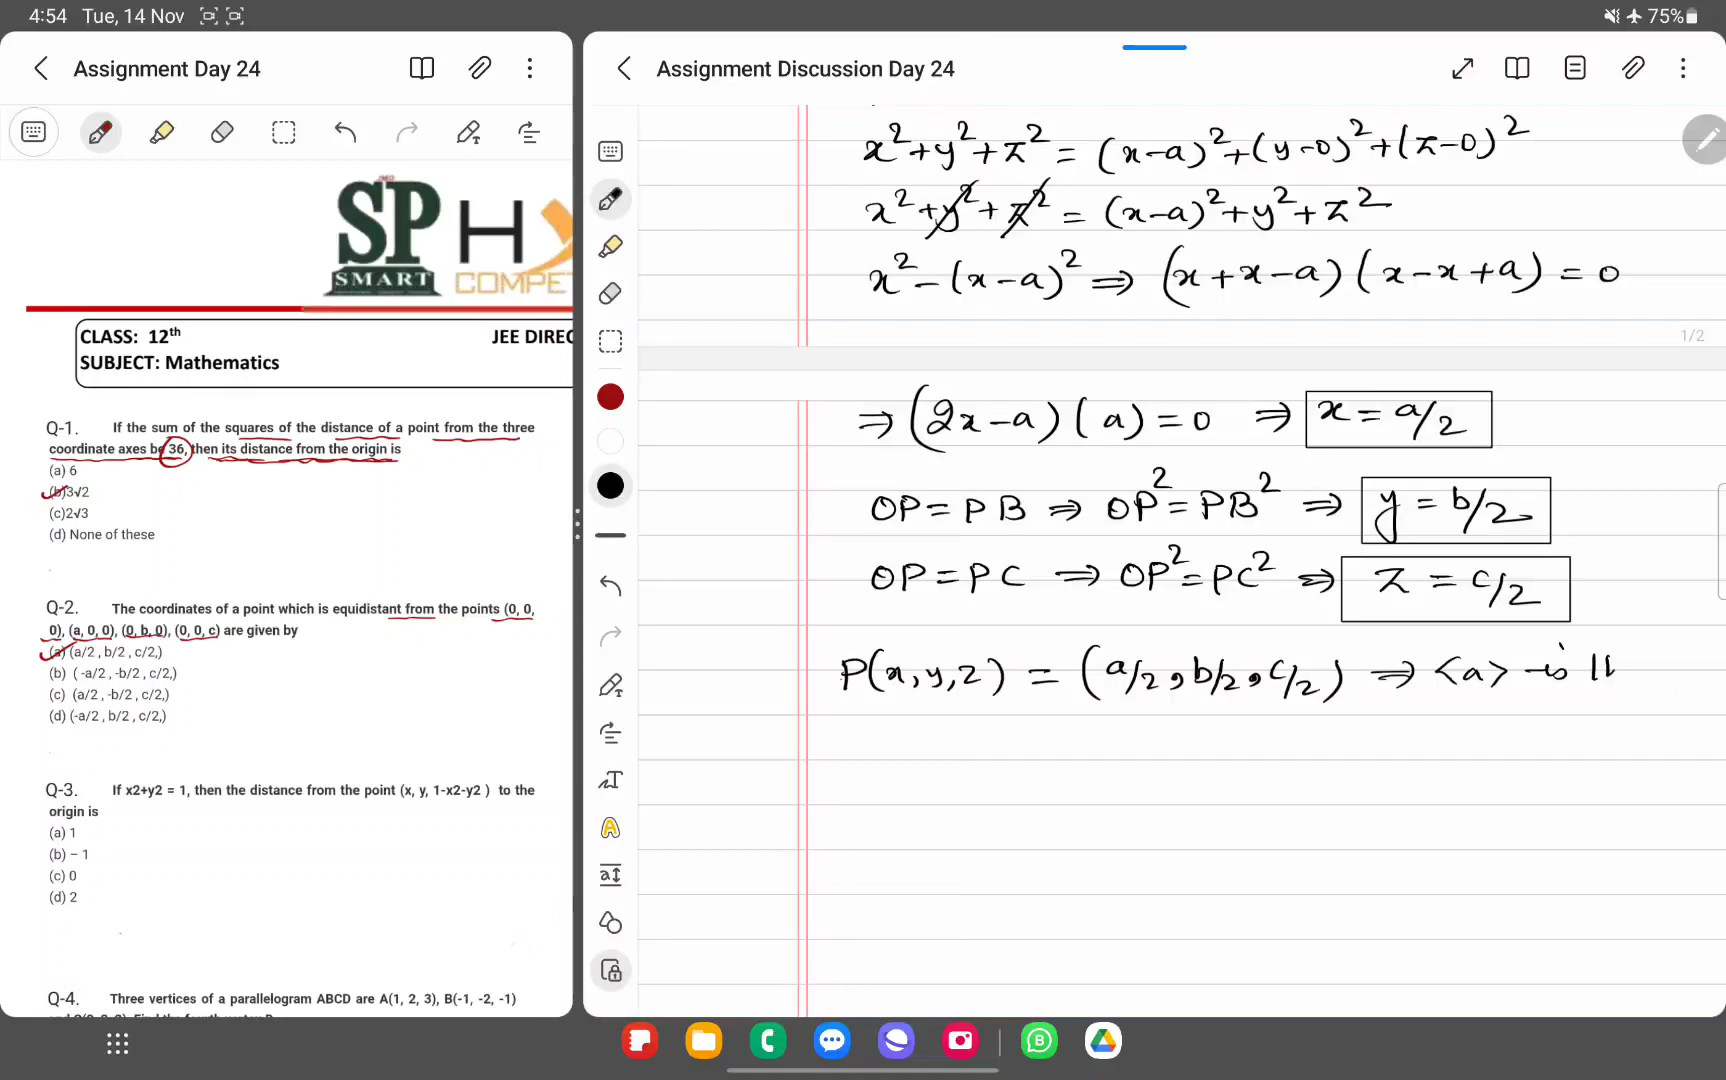 4:54 Tue, 14 Nov
75%
Assignment Day 24
SP
SMART
H
COMPE
CLASS: 12th
JEE DIREC
SUBJECT: Mathematics
Q-1. If the sum of the squares of the distance of a point from the three
coordinate axes be 36, then its distance from the origin is
(a) 6
(b)3√2
(c)2√3
(d) None of these
Q-2. The coordinates of a point which is equidistant from the points (0, 0,
0), (a, 0, 0), (0, b, 0), (0, 0, c) are given by
(a) (a/2 , b/2 , c/2,)
(b) ( -a/2 , -b/2 , c/2,)
(c) (a/2 , -b/2 , c/2,)
(d) (-a/2 , b/2 , c/2,)
Q-3. If x2+y2 = 1, then the distance from the point (x, y, 1-x2-y2 ) to the
origin is
(a) 1
(b) – 1
(c) 0
(d) 2
Q-4. Three vertices of a parallelogram ABCD are A(1, 2, 3), B(-1, -2, -1)
Assignment Discussion Day 24
x²+y²+z² = (x-a)²+(y-0)²+(z-0)²
x²+y²+z² = (x-a)²+y²+z²
x²-(x-a)² ⇒ (x+x-a)(x-x+a) = 0
1/2
⇒ (2x-a)(a) = 0 ⇒ x = a/2
OP = PB ⇒ OP² = PB² ⇒ y = b/2
OP = PC ⇒ OP² = PC² ⇒ z = c/2
P(x,y,z) = (a/2, b/2, c/2) ⇒ <a> is